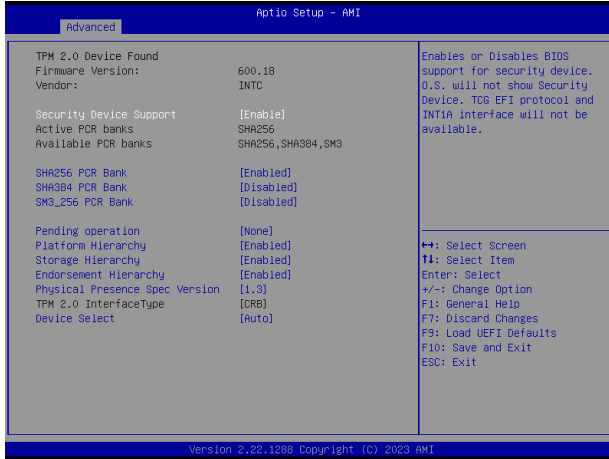 Aptio Setup – AMI
Advanced
TPM 2.0 Device Found
Firmware Version: 600.18
Vendor: INTC
Security Device Support [Enable]
Active PCR banks SHA256
Available PCR banks SHA256,SHA384,SM3
SHA256 PCR Bank [Enabled]
SHA384 PCR Bank [Disabled]
SM3_256 PCR Bank [Disabled]
Pending operation [None]
Platform Hierarchy [Enabled]
Storage Hierarchy [Enabled]
Endorsement Hierarchy [Enabled]
Physical Presence Spec Version [1.3]
TPM 2.0 InterfaceType [CRB]
Device Select [Auto]
Enables or Disables BIOS
support for security device.
O.S. will not show Security
Device. TCG EFI protocol and
INT1A interface will not be
available.
↔: Select Screen
↑↓: Select Item
Enter: Select
+/-: Change Option
F1: General Help
F7: Discard Changes
F9: Load UEFI Defaults
F10: Save and Exit
ESC: Exit
Version 2.22.1288 Copyright (C) 2023 AMI